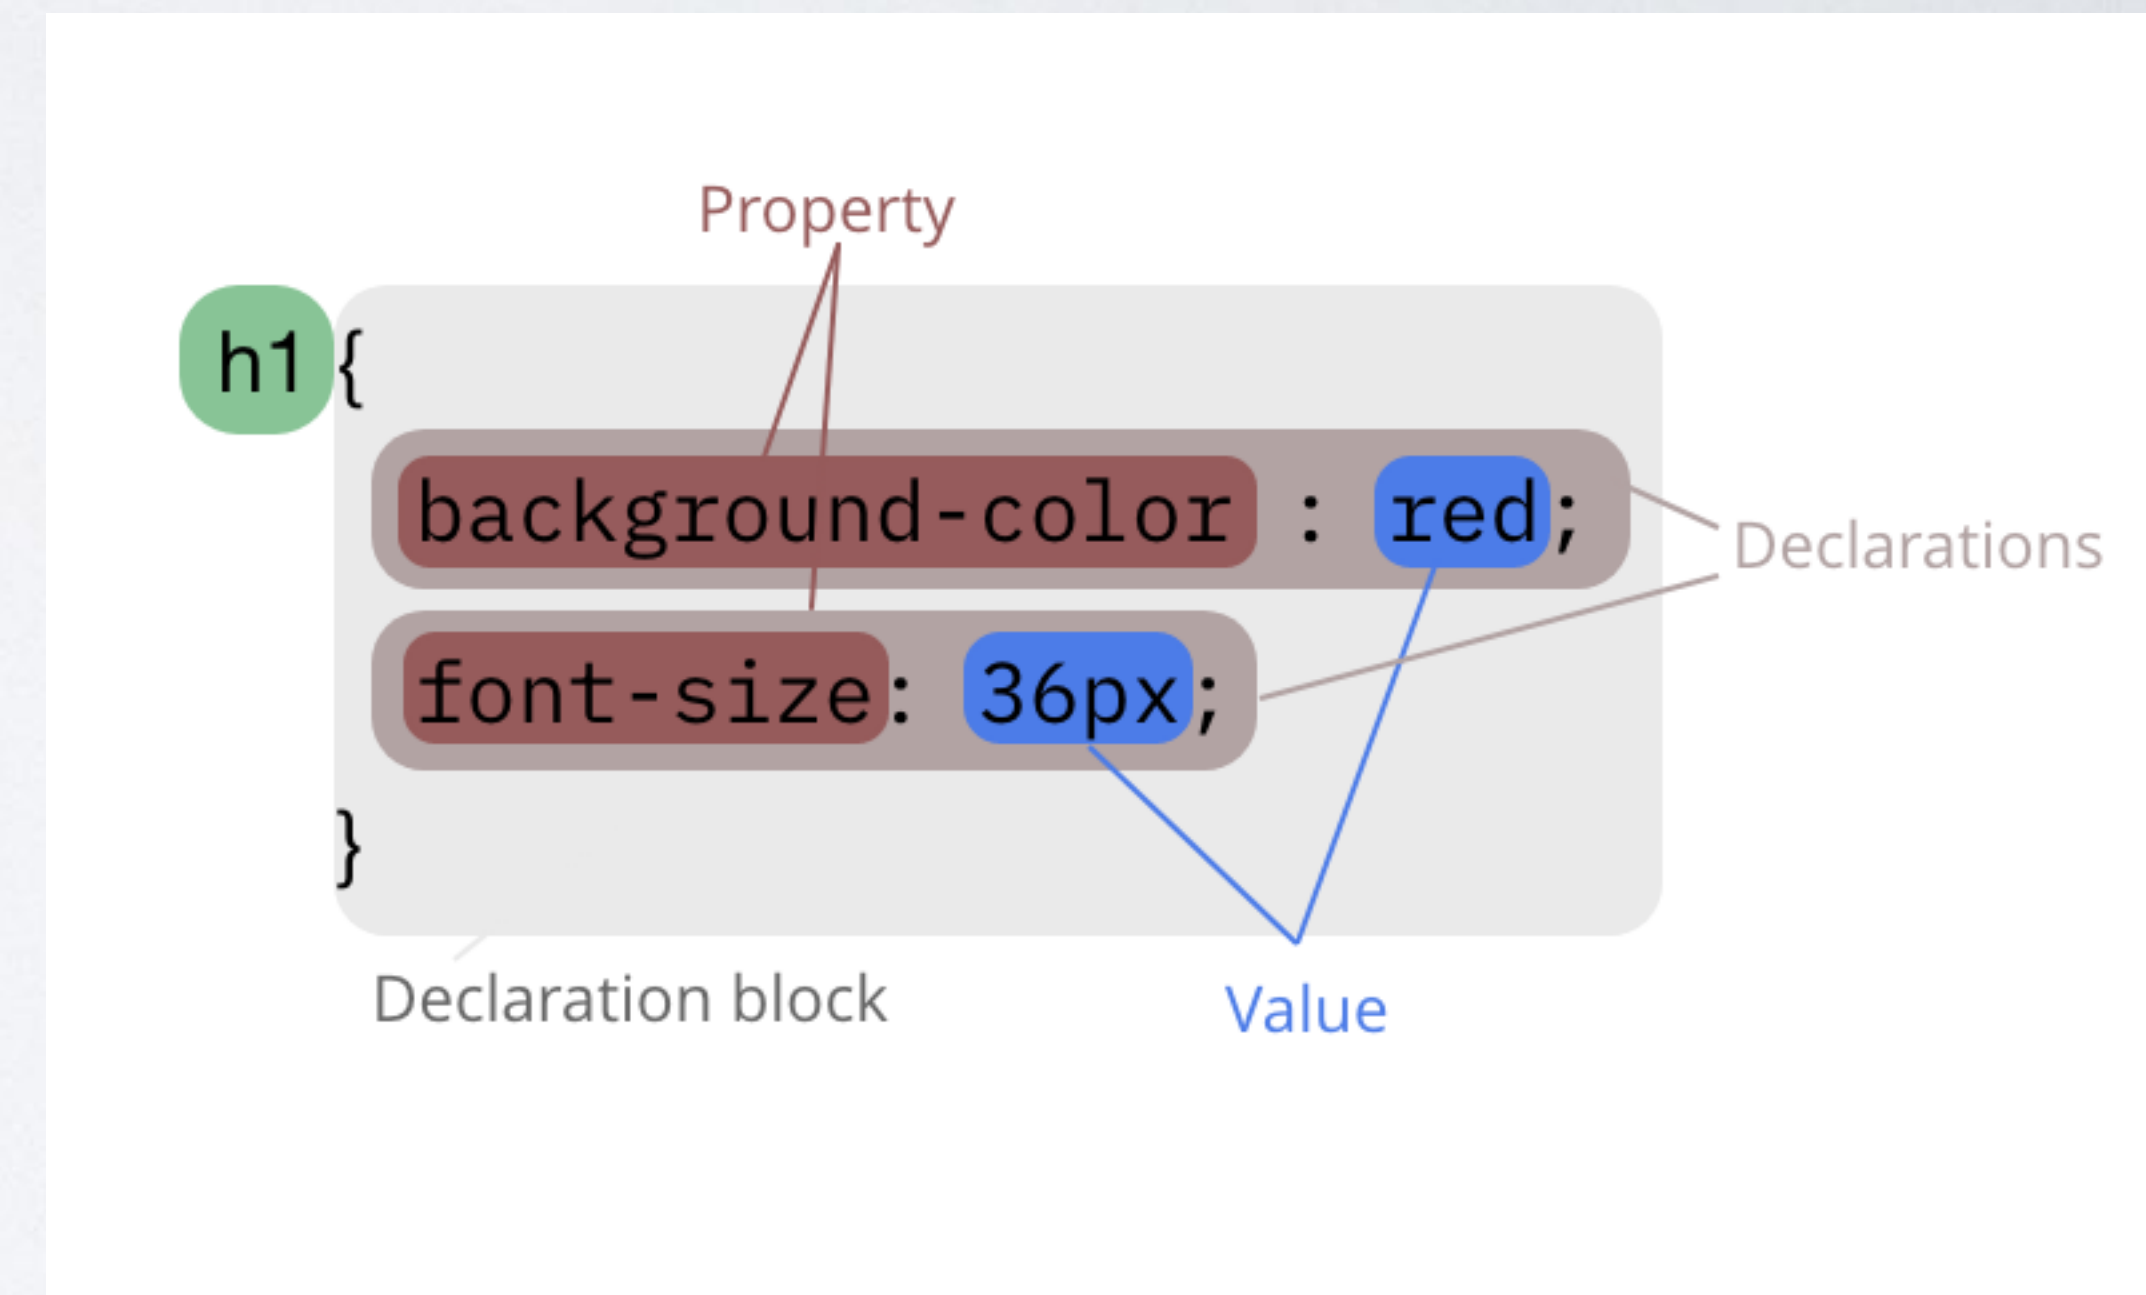 Property
h1{
background-color : red;
Declarations
font-size: 36px;
}
Declaration block
Value